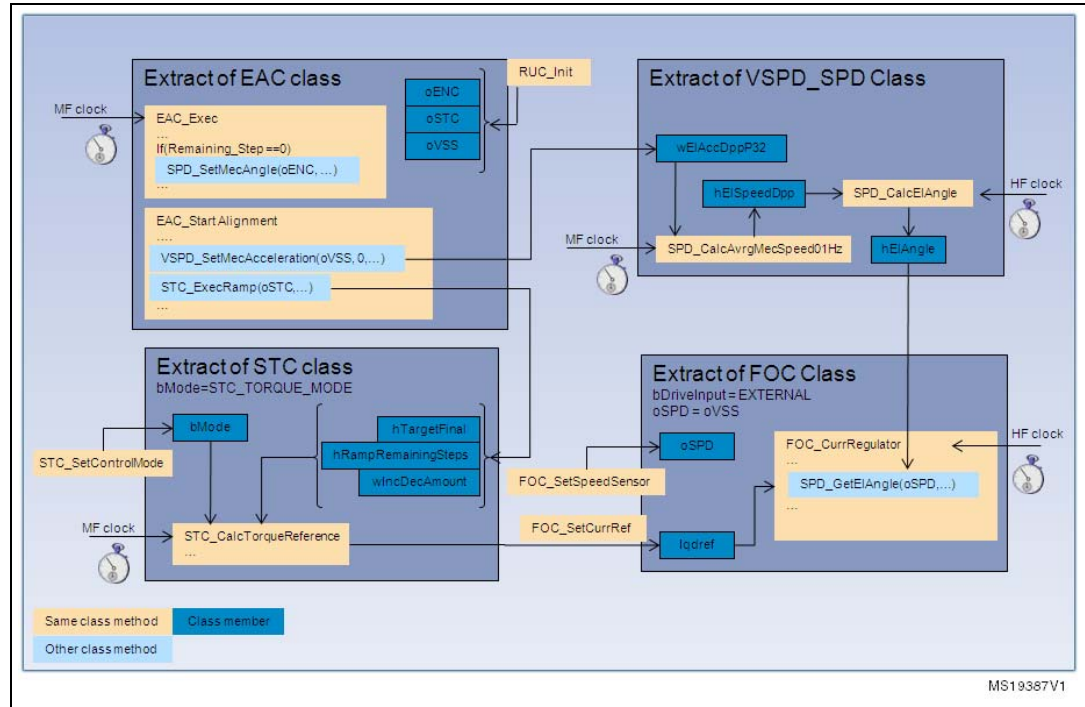 Extract of EAC class
RUC_Init
Extract of VSPD_SPD Class
MF clock
EAC_Exec
...
If(Remaining_Step ==0)
SPD_SetMecAngle(oENC, ...)
...
oENC
oSTC
oVSS
EAC_Start Alignment
....
VSPD_SetMecAcceleration(oVSS, 0,...)
STC_ExecRamp(oSTC,...)
...
wElAccDppP32
hElSpeedDpp
SPD_CalcElAngle
HF clock
MF clock
SPD_CalcAvrgMecSpeed01Hz
hElAngle
Extract of STC class
bMode=STC_TORQUE_MODE
bMode
STC_SetControlMode
hTargetFinal
hRampRemainingSteps
wIncDecAmount
MF clock
STC_CalcTorqueReference
...
Extract of FOC Class
bDriveInput = EXTERNAL
oSPD = oVSS
oSPD
FOC_SetSpeedSensor
FOC_CurrRegulator
...
SPD_GetElAngle(oSPD,...)
...
HF clock
FOC_SetCurrRef
Iqdref
Same class method
Class member
Other class method
MS19387V1